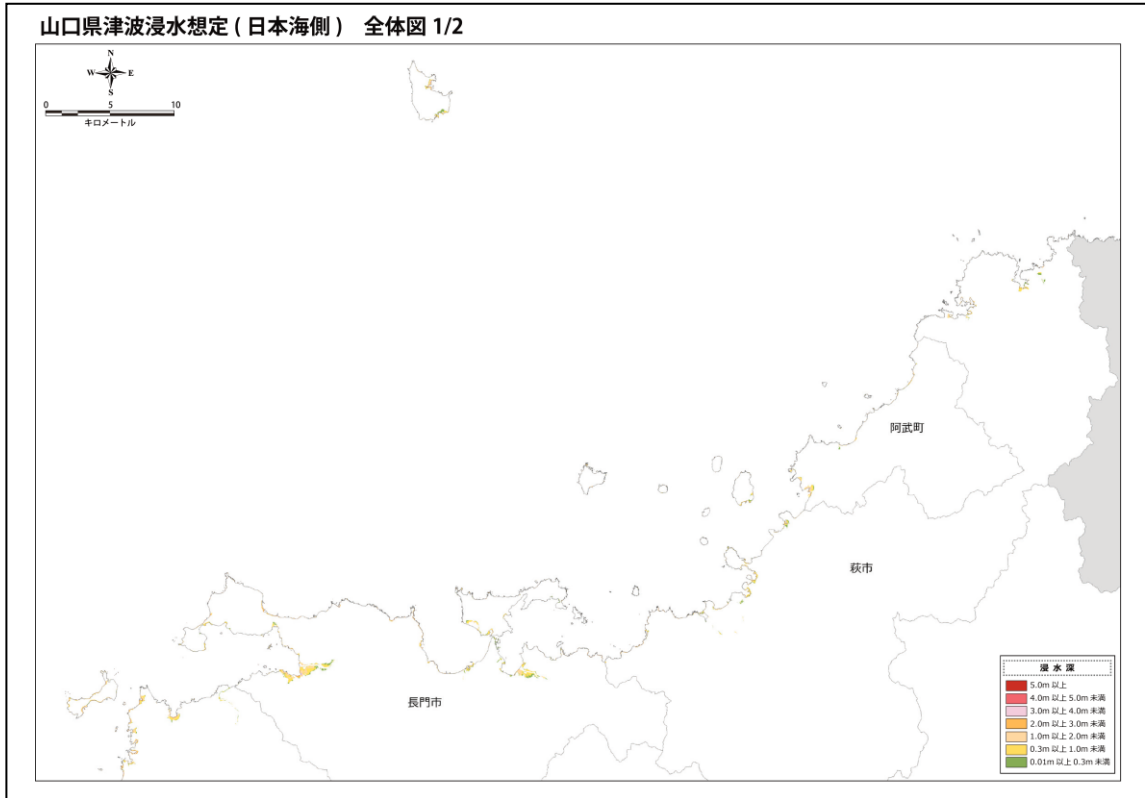 山口県津波浸水想定 ( 日本海側 )　全体図 1/2
N
W E
S
0 5 10
キロメートル
阿武町
萩市
長門市
浸 水 深
5.0m 以上
4.0m 以上 5.0m 未満
3.0m 以上 4.0m 未満
2.0m 以上 3.0m 未満
1.0m 以上 2.0m 未満
0.3m 以上 1.0m 未満
0.01m 以上 0.3m 未満